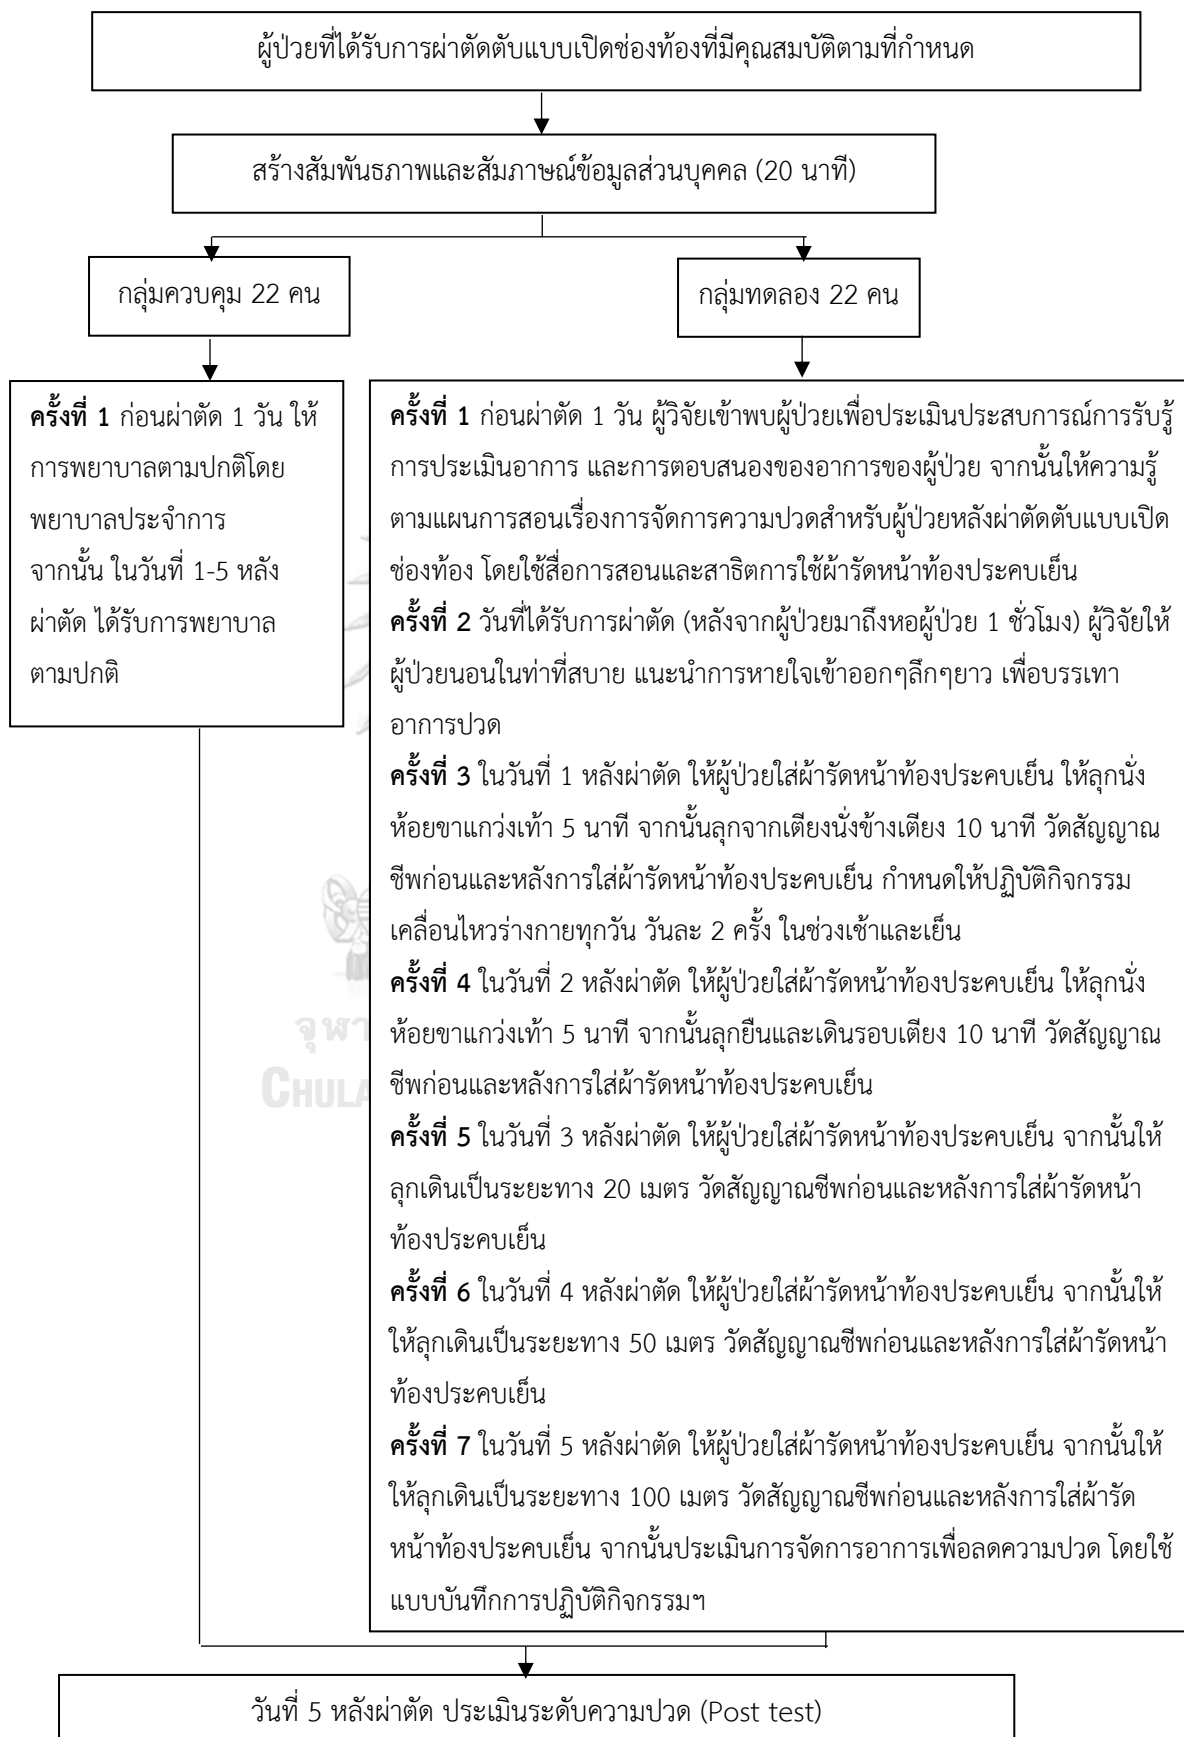 ผู้ป่วยที่ได้รับการผ่าตัดตับแบบเปิดช่องท้องที่มีคุณสมบัติตามที่กำหนด
สร้างสัมพันธภาพและสัมภาษณ์ข้อมูลส่วนบุคคล (20 นาที)
กลุ่มควบคุม 22 คน
กลุ่มทดลอง 22 คน
ครั้งที่ 1 ก่อนผ่าตัด 1 วัน ให้
การพยาบาลตามปกติโดย
พยาบาลประจำการ
จากนั้น ในวันที่ 1-5 หลัง
ผ่าตัด ได้รับการพยาบาล
ตามปกติ
ครั้งที่ 1 ก่อนผ่าตัด 1 วัน ผู้วิจัยเข้าพบผู้ป่วยเพื่อประเมินประสบการณ์การรับรู้
การประเมินอาการ และการตอบสนองของอาการของผู้ป่วย จากนั้นให้ความรู้
ตามแผนการสอนเรื่องการจัดการความปวดสำหรับผู้ป่วยหลังผ่าตัดตับแบบเปิด
ช่องท้อง โดยใช้สื่อการสอนและสาธิตการใช้ผ้ารัดหน้าท้องประคบเย็น
ครั้งที่ 2 วันที่ได้รับการผ่าตัด (หลังจากผู้ป่วยมาถึงหอผู้ป่วย 1 ชั่วโมง) ผู้วิจัยให้
ผู้ป่วยนอนในท่าที่สบาย แนะนำการหายใจเข้าออกๆลึกๆยาว เพื่อบรรเทา
อาการปวด
ครั้งที่ 3 ในวันที่ 1 หลังผ่าตัด ให้ผู้ป่วยใส่ผ้ารัดหน้าท้องประคบเย็น ให้ลุกนั่ง
ห้อยขาแกว่งเท้า 5 นาที จากนั้นลุกจากเตียงนั่งข้างเตียง 10 นาที วัดสัญญาณ
ชีพก่อนและหลังการใส่ผ้ารัดหน้าท้องประคบเย็น กำหนดให้ปฏิบัติกิจกรรม
เคลื่อนไหวร่างกายทุกวัน วันละ 2 ครั้ง ในช่วงเช้าและเย็น
ครั้งที่ 4 ในวันที่ 2 หลังผ่าตัด ให้ผู้ป่วยใส่ผ้ารัดหน้าท้องประคบเย็น ให้ลุกนั่ง
ห้อยขาแกว่งเท้า 5 นาที จากนั้นลุกยืนและเดินรอบเตียง 10 นาที วัดสัญญาณ
ชีพก่อนและหลังการใส่ผ้ารัดหน้าท้องประคบเย็น
จุฬา
CHULA
ครั้งที่ 5 ในวันที่ 3 หลังผ่าตัด ให้ผู้ป่วยใส่ผ้ารัดหน้าท้องประคบเย็น จากนั้นให้
ลุกเดินเป็นระยะทาง 20 เมตร วัดสัญญาณชีพก่อนและหลังการใส่ผ้ารัดหน้า
ท้องประคบเย็น
ครั้งที่ 6 ในวันที่ 4 หลังผ่าตัด ให้ผู้ป่วยใส่ผ้ารัดหน้าท้องประคบเย็น จากนั้นให้
ให้ลุกเดินเป็นระยะทาง 50 เมตร วัดสัญญาณชีพก่อนและหลังการใส่ผ้ารัดหน้า
ท้องประคบเย็น
ครั้งที่ 7 ในวันที่ 5 หลังผ่าตัด ให้ผู้ป่วยใส่ผ้ารัดหน้าท้องประคบเย็น จากนั้นให้
ให้ลุกเดินเป็นระยะทาง 100 เมตร วัดสัญญาณชีพก่อนและหลังการใส่ผ้ารัด
หน้าท้องประคบเย็น จากนั้นประเมินการจัดการอาการเพื่อลดความปวด โดยใช้
แบบบันทึกการปฏิบัติกิจกรรมฯ
วันที่ 5 หลังผ่าตัด ประเมินระดับความปวด (Post test)